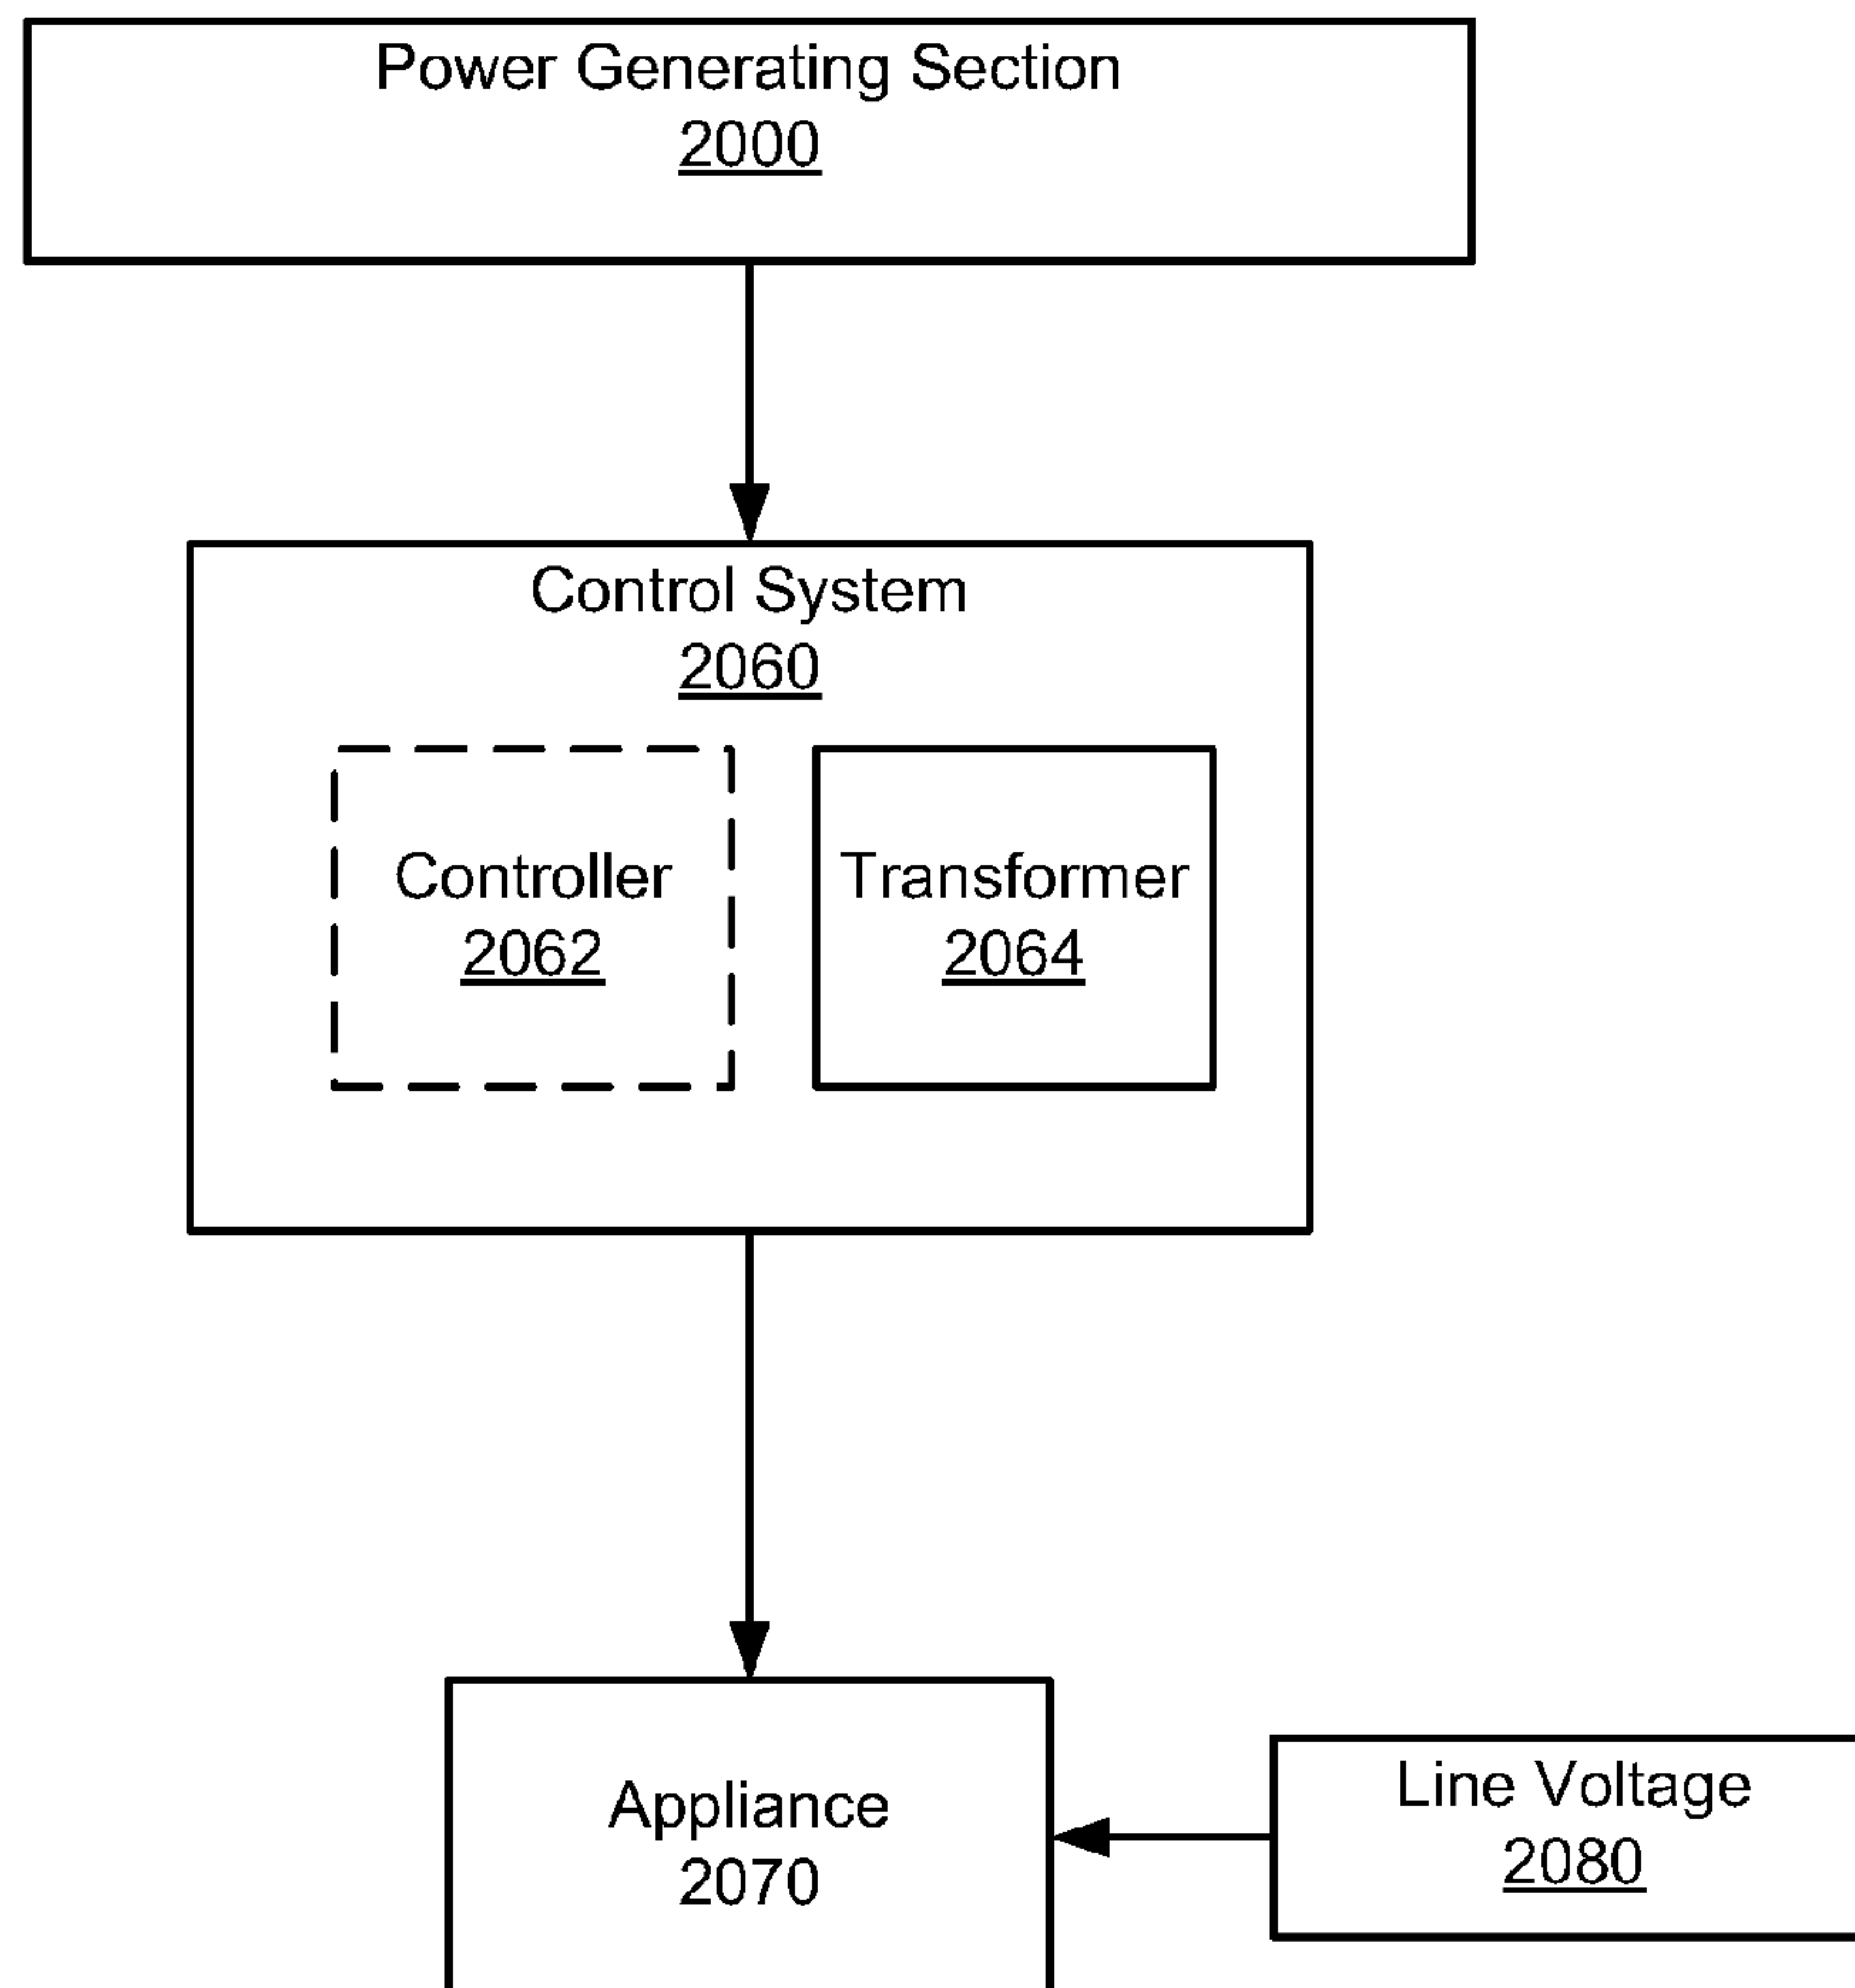 Power Generating Section
2000
Control System
2060
Controller
2062
Transformer
2064
Appliance
2070
Line Voltage
2080